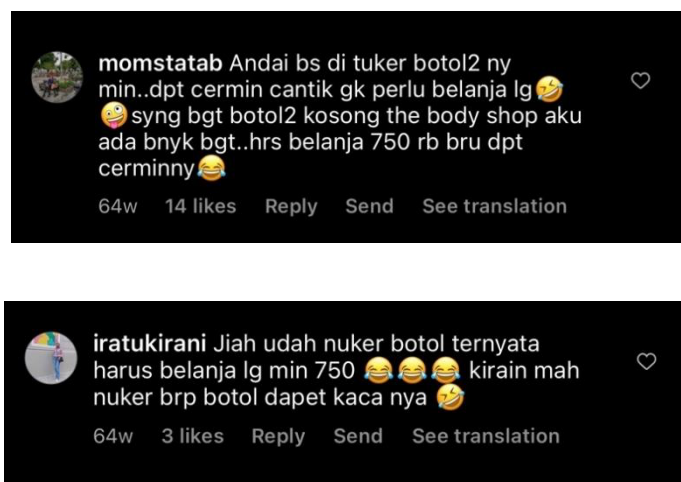 momstatab Andai bs di tuker botol2 ny
min..dpt cermin cantik gk perlu belanja lg🤣
🤪syng bgt botol2 kosong the body shop aku
ada bnyk bgt..hrs belanja 750 rb bru dpt
cerminny😂
64w 14 likes Reply Send See translation
iratukirani Jiah udah nuker botol ternyata
harus belanja lg min 750 😂😂😂 kirain mah
nuker brp botol dapet kaca nya 🤣
64w 3 likes Reply Send See translation